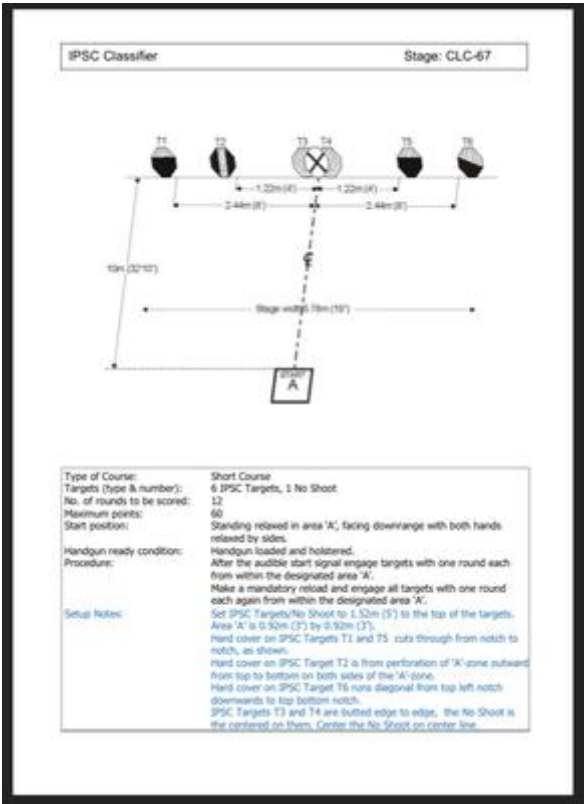 IPSC Classifier Stage: CLC-67
T1 T2 T3 T4 T5 T6
1.22m (4') 1.22m (4')
2.44m (8') 2.44m (8')
10m (32'10")
Stage width
START
A
Type of Course: Short Course
Targets (type & number): 6 IPSC Targets, 1 No Shoot
No. of rounds to be scored: 12
Maximum points: 60
Start position: Standing relaxed in area 'A', facing downrange with both hands
relaxed by sides.
Handgun ready condition: Handgun loaded and holstered.
Procedure: After the audible start signal engage targets with one round each
from within the designated area 'A'.
Make a mandatory reload and engage all targets with one round
each again from within the designated area 'A'.
Setup Notes: Set IPSC Targets/No Shoot to 1.52m (5') to the top of the targets.
Area 'A' is 0.92m (3') by 0.92m (3').
Hard cover on IPSC Targets T1 and T5 cuts through from notch to
notch, as shown.
Hard cover on IPSC Target T2 is from perforation of 'A'-zone outward
from top to bottom on both sides of the 'A'-zone.
Hard cover on IPSC Target T6 runs diagonal from top left notch
downwards to top bottom notch.
IPSC Targets T3 and T4 are butted edge to edge, the No Shoot is
the centered on them. Center the No Shoot on center line.